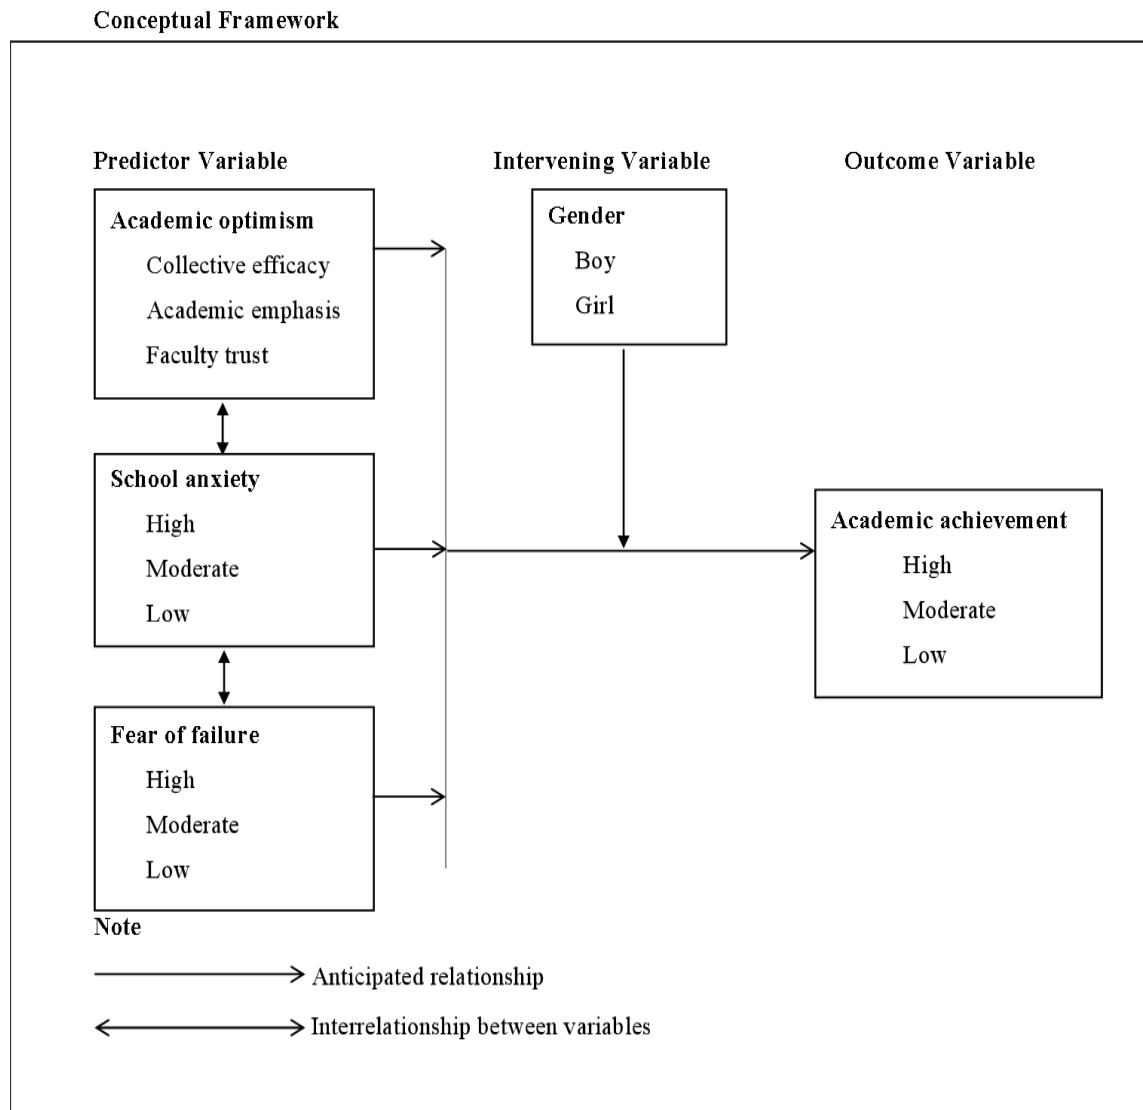 Conceptual Framework
Predictor Variable
Intervening Variable
Outcome Variable
Academic optimism
Collective efficacy
Academic emphasis
Faculty trust
Gender
Boy
Girl
School anxiety
High
Moderate
Low
Academic achievement
High
Moderate
Low
Fear of failure
High
Moderate
Low
Note
Anticipated relationship
Interrelationship between variables